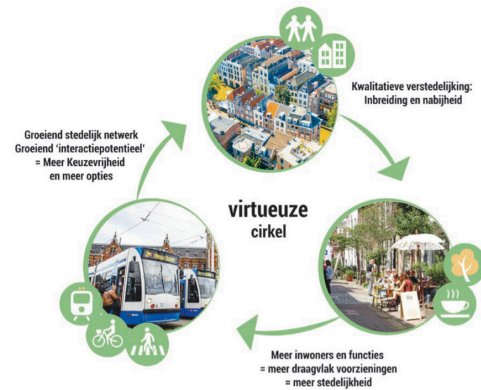 Kwalitatieve verstedelijking:
Inbreiding en nabijheid
Groeiend stedelijk netwerk
Groeiend ‘interactiepotentieel’
= Meer Keuzevrijheid
en meer opties
virtueuze
cirkel
Meer inwoners en functies
= meer draagvlak voorzieningen
= meer stedelijkheid